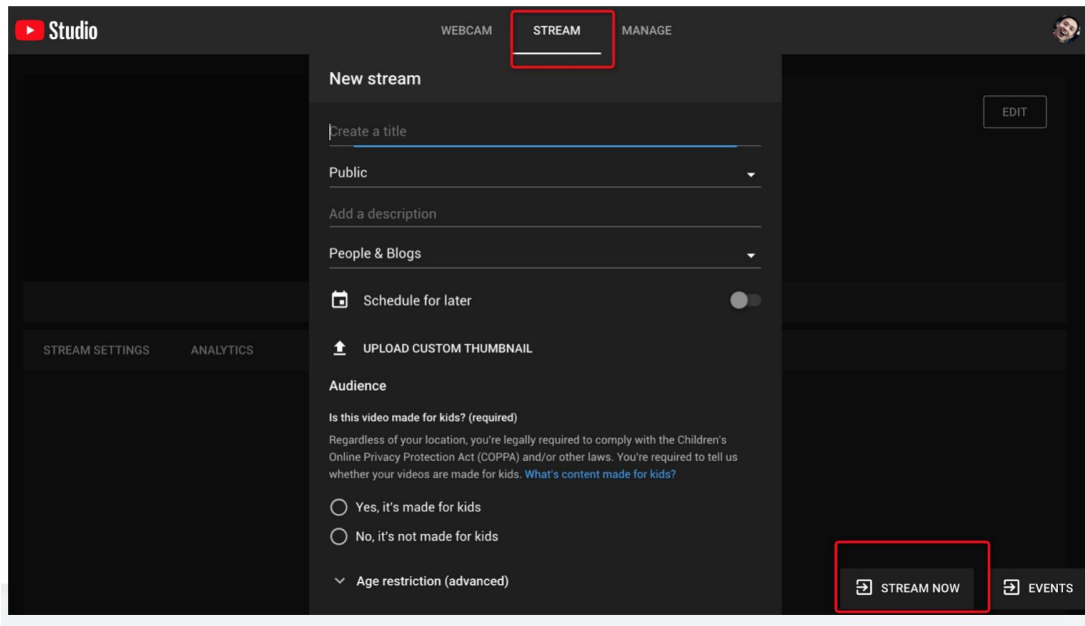 Studio
WEBCAM STREAM MANAGE
New stream
EDIT
Create a title
Public
Add a description
People & Blogs
Schedule for later
STREAM SETTINGS ANALYTICS
UPLOAD CUSTOM THUMBNAIL
Audience
Is this video made for kids? (required)
Regardless of your location, you're legally required to comply with the Children's
Online Privacy Protection Act (COPPA) and/or other laws. You're required to tell us
whether your videos are made for kids. What's content made for kids?
Yes, it's made for kids
No, it's not made for kids
Age restriction (advanced)
STREAM NOW EVENTS